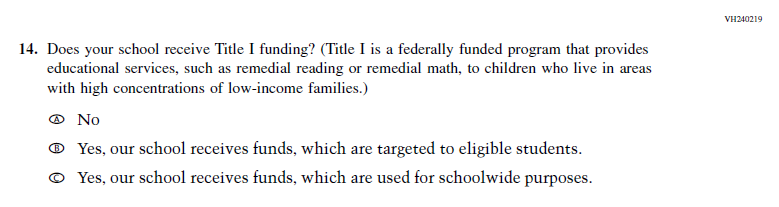 VH240219
14. Does your school receive Title I funding? (Title I is a federally funded program that provides
educational services, such as remedial reading or remedial math, to children who live in areas
with high concentrations of low-income families.)
A No
B Yes, our school receives funds, which are targeted to eligible students.
C Yes, our school receives funds, which are used for schoolwide purposes.